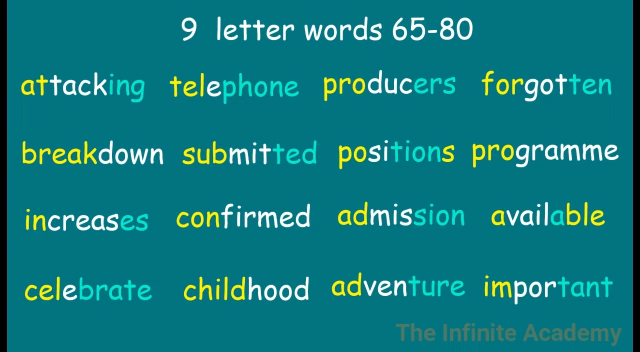 9 letter words 65-80
attacking telephone producers forgotten
breakdown submitted positions programme
increases confirmed admission available
celebrate childhood adventure important
The Infinite Academy